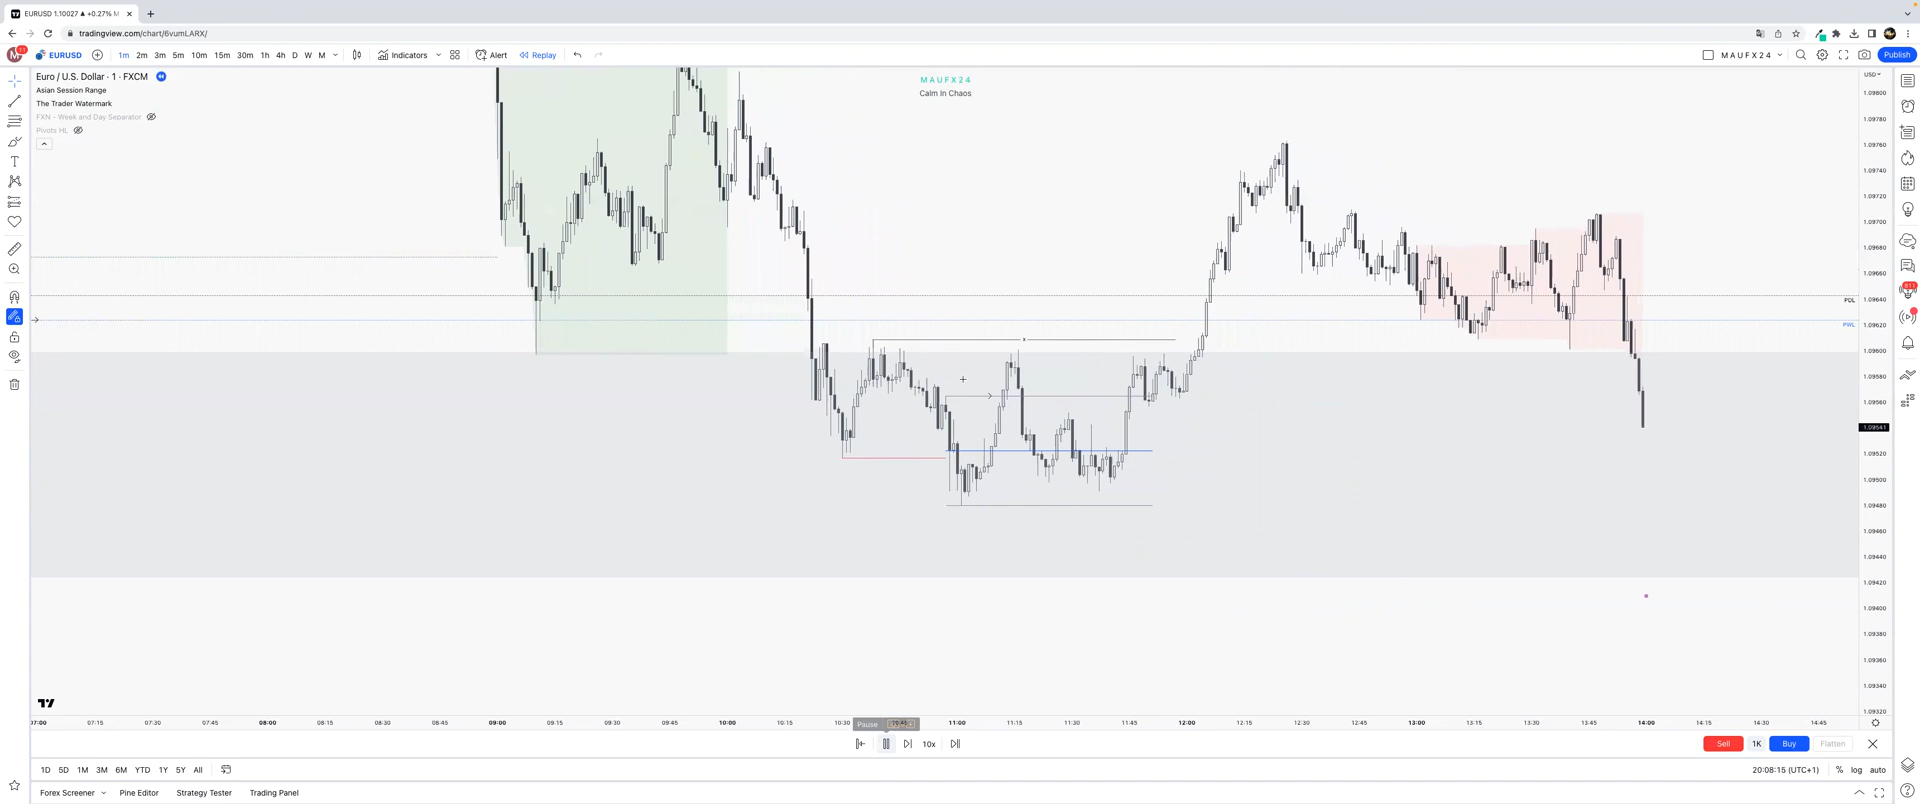 EURUSD 1.10027 ▲ +0.27% M
tradingview.com/chart/6vumLARX/
M 11 EURUSD 1m 2m 3m 5m 10m 15m 30m 1h 4h D W M Indicators Alert Replay MAUFX24 Publish
Euro / U.S. Dollar · 1 · FXCM
Asian Session Range
The Trader Watermark
FXN - Week and Day Separator
Pivots HL
MAUFX24
Calm In Chaos
USD
1.09800
1.09780
1.09760
1.09740
1.09720
1.09700
1.09680
1.09660
1.09640
1.09620
1.09600
1.09580
1.09560
1.09541
1.09520
1.09500
1.09480
1.09460
1.09440
1.09420
1.09400
1.09380
1.09360
1.09340
1.09320
PDL
PWL
x
811
07:00 07:15 07:30 07:45 08:00 08:15 08:30 08:45 09:00 09:15 09:30 09:45 10:00 10:15 10:30 11:00 11:15 11:30 11:45 12:00 12:15 12:30 12:45 13:00 13:15 13:30 13:45 14:00 14:15 14:30 14:45
Pause
10x
Sell 1K Buy Flatten
1D 5D 1M 3M 6M YTD 1Y 5Y All
20:08:15 (UTC+1) % log auto
Forex Screener Pine Editor Strategy Tester Trading Panel